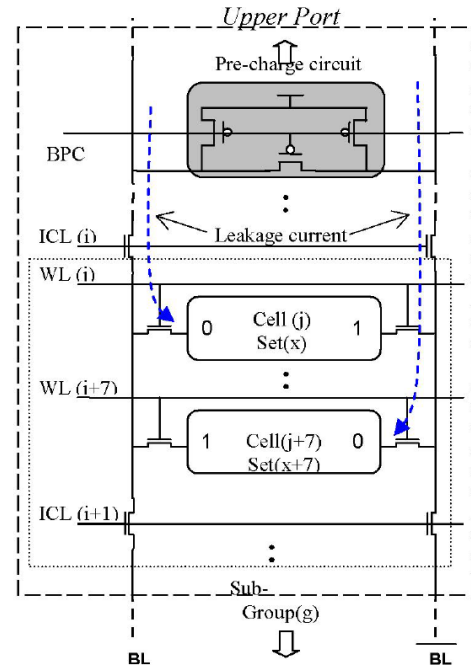 Upper Port
Pre-charge circuit
BPC
ICL (i)
Leakage current
WL (j)
0 Cell (j) 1
Set(x)
WL (j+7)
1 Cell(j+7) 0
Set(x+7)
ICL (i+1)
Sub-
Group(g)
BL BL